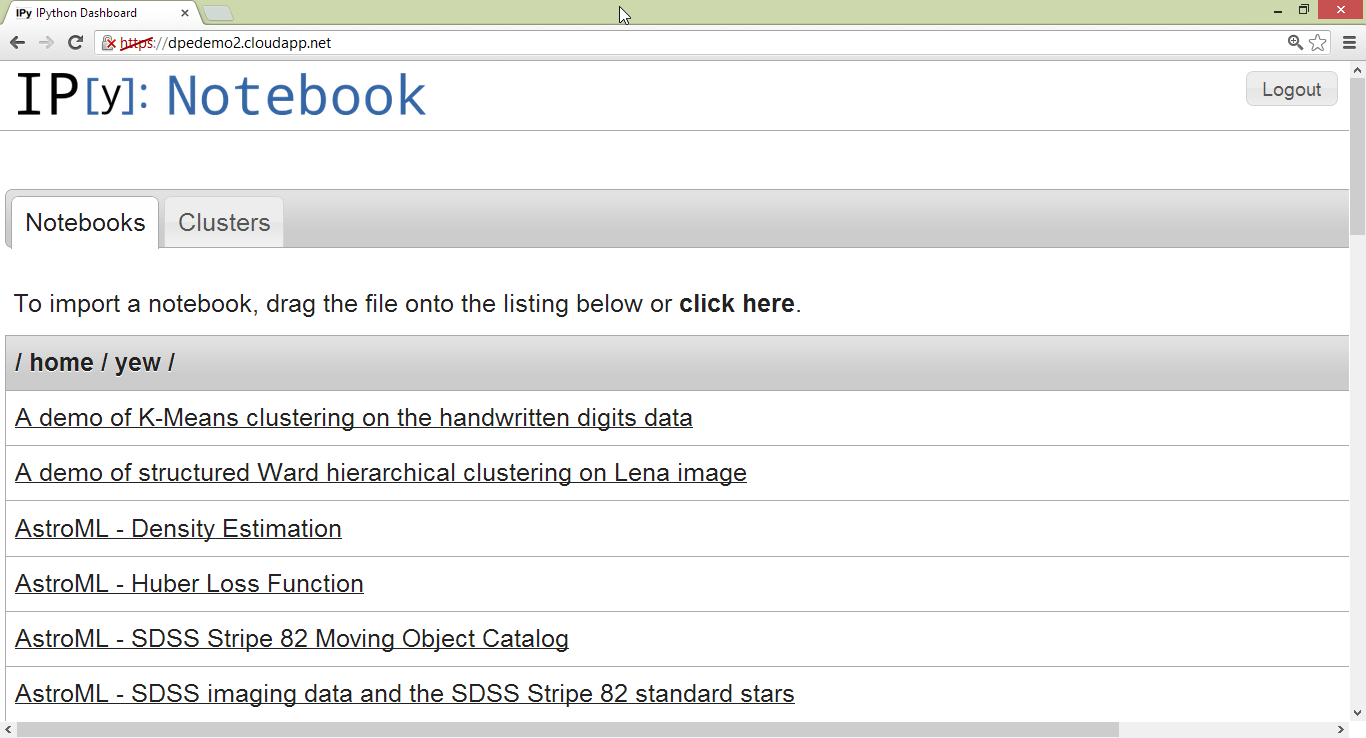 IPy IPython Dashboard
https://dpedemo2.cloudapp.net
IP[y]: Notebook
Logout
Notebooks Clusters
To import a notebook, drag the file onto the listing below or click here.
/ home / yew /
A demo of K-Means clustering on the handwritten digits data
A demo of structured Ward hierarchical clustering on Lena image
AstroML - Density Estimation
AstroML - Huber Loss Function
AstroML - SDSS Stripe 82 Moving Object Catalog
AstroML - SDSS imaging data and the SDSS Stripe 82 standard stars